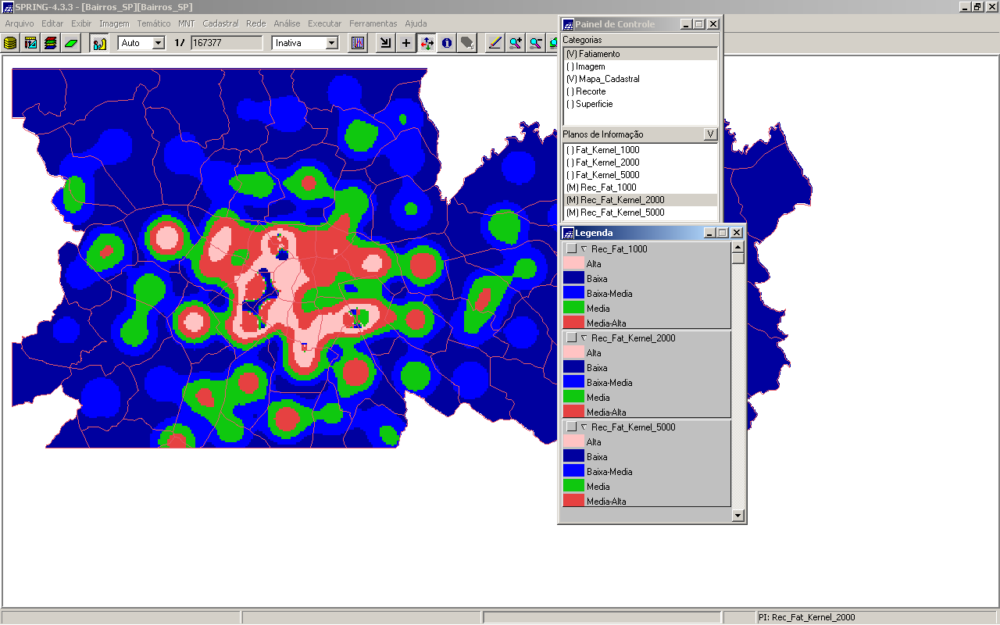 SPRING-4.3.3 - [Bairros_SP][Bairros_SP]
Arquivo Editar Exibir Imagem Temático MNT Cadastral Rede Análise Executar Ferramentas Ajuda
Auto 1/ 167377 Inativa
Painel de Controle
Categorias
(V) Fatiamento
( ) Imagem
(V) Mapa_Cadastral
( ) Recorte
( ) Superficie
Planos de Informação V
( ) Fat_Kernel_1000
( ) Fat_Kernel_2000
( ) Fat_Kernel_5000
(M) Rec_Fat_1000
(M) Rec_Fat_Kernel_2000
(M) Rec_Fat_Kernel_5000
Legenda
Rec_Fat_1000
Alta
Baixa
Baixa-Media
Media
Media-Alta
Rec_Fat_Kernel_2000
Alta
Baixa
Baixa-Media
Media
Media-Alta
Rec_Fat_Kernel_5000
Alta
Baixa
Baixa-Media
Media
Media-Alta
PI: Rec_Fat_Kernel_2000